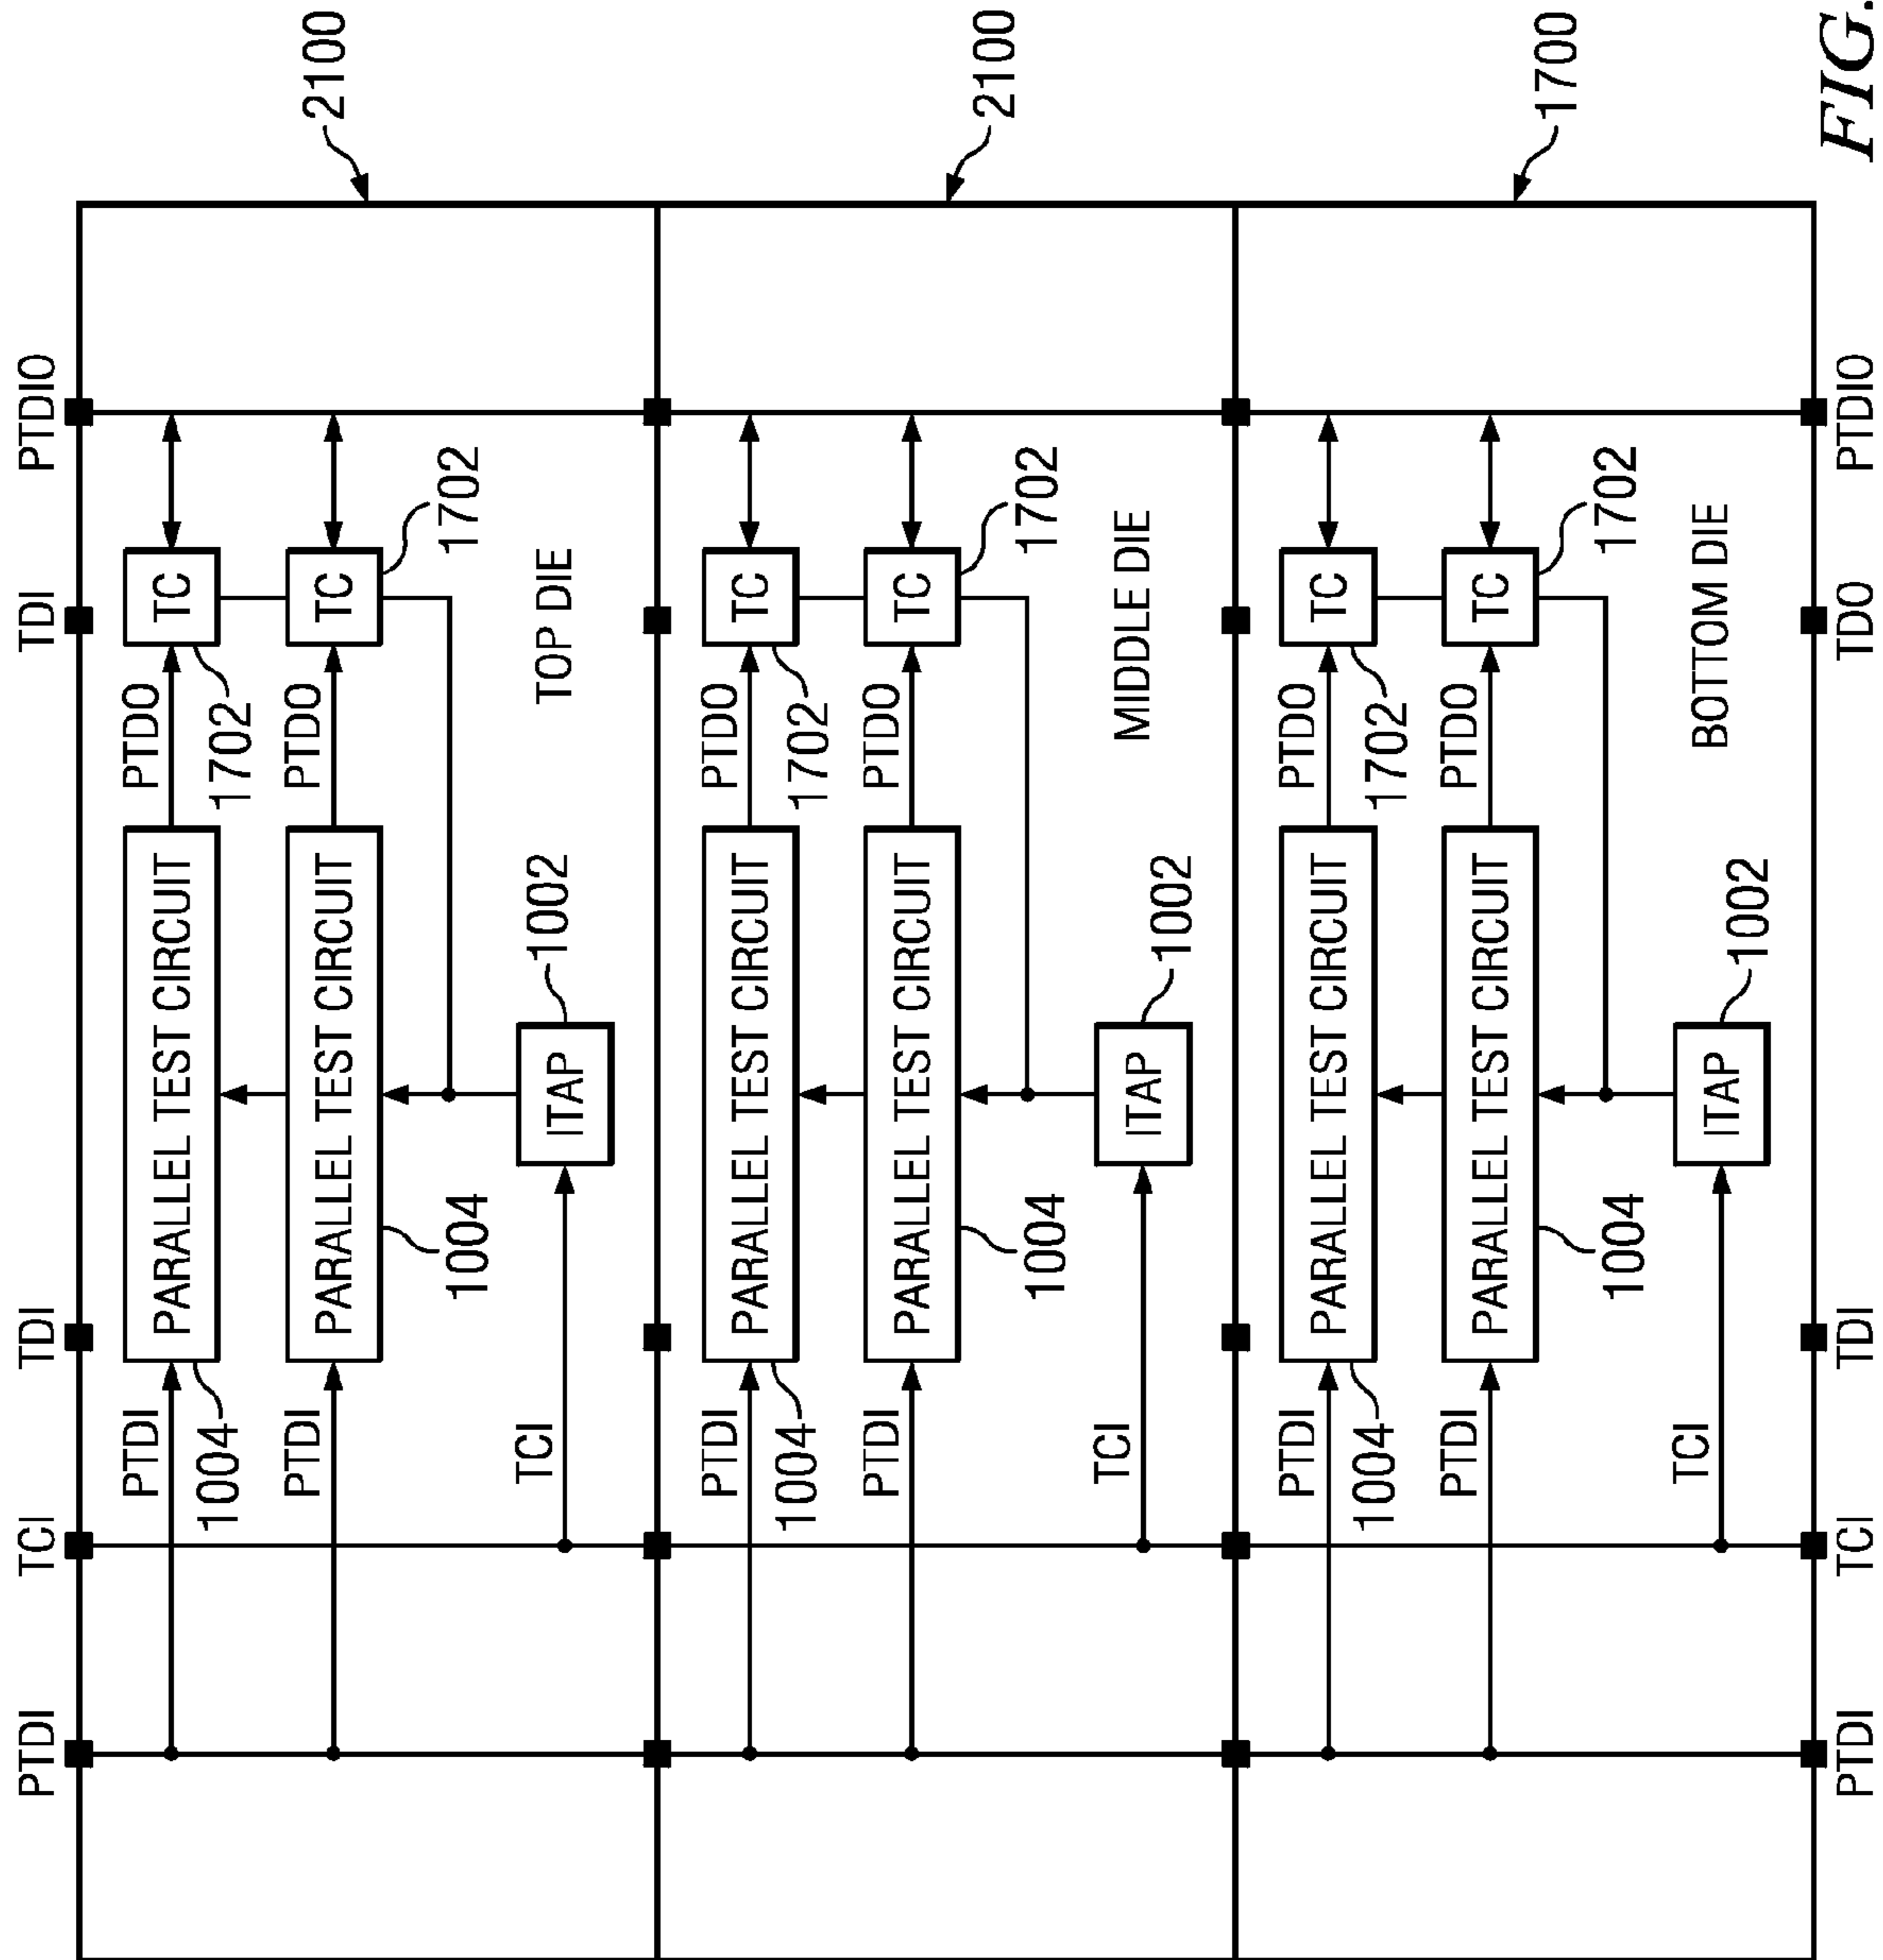 PTDI
TCI
TDI
TDI
PTDIO
PTDI
PARALLEL TEST CIRCUIT
PTDO
TC
1004
1702
2100
PTDI
PARALLEL TEST CIRCUIT
PTDO
TC
1004
1702
TCI
ITAP
1002
TOP DIE
PTDI
PARALLEL TEST CIRCUIT
PTDO
TC
1004
1702
2100
PTDI
PARALLEL TEST CIRCUIT
PTDO
TC
1004
1702
TCI
ITAP
1002
MIDDLE DIE
PTDI
PARALLEL TEST CIRCUIT
PTDO
TC
1004
1702
1700
PTDI
PARALLEL TEST CIRCUIT
PTDO
TC
1004
1702
TCI
ITAP
1002
BOTTOM DIE
PTDI
TCI
TDI
TDO
PTDIO
FIG.